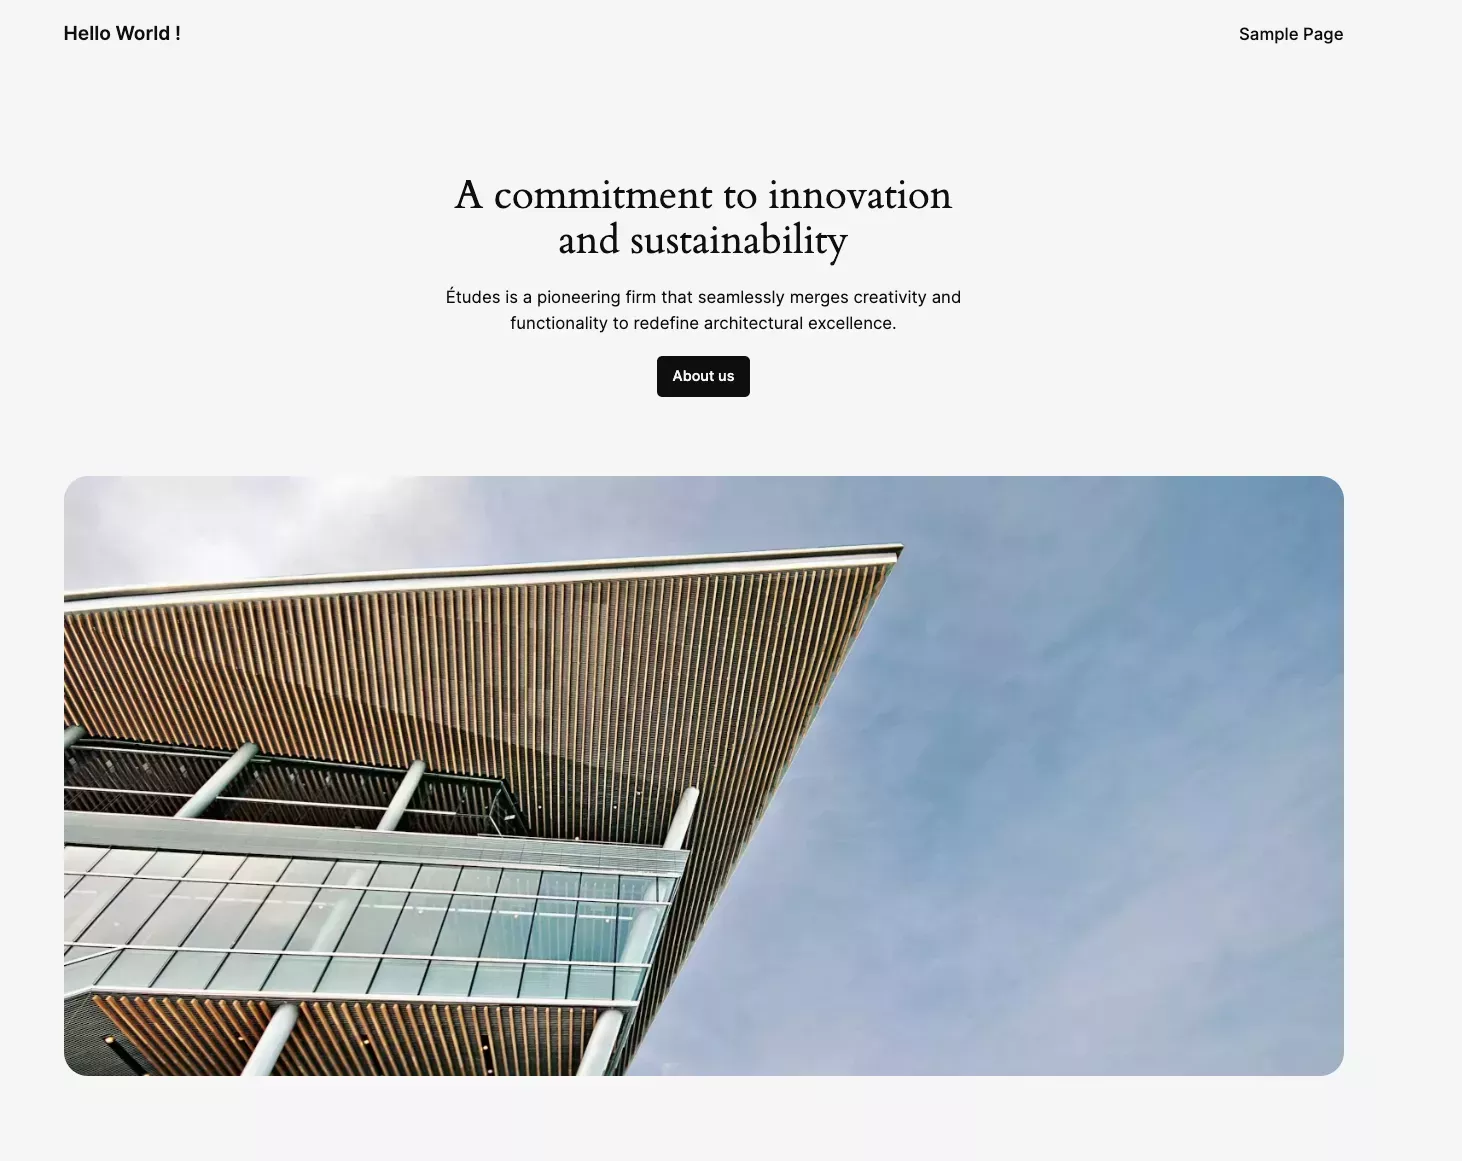 Hello World !
Sample Page
A commitment to innovation
and sustainability
Études is a pioneering firm that seamlessly merges creativity and
functionality to redefine architectural excellence.
About us